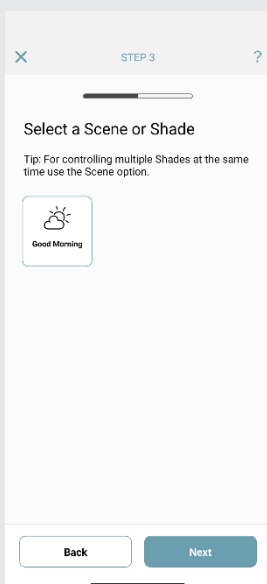 STEP 3
?
Select a Scene or Shade
Tip: For controlling multiple Shades at the same
time use the Scene option.
Good Morning
Back
Next